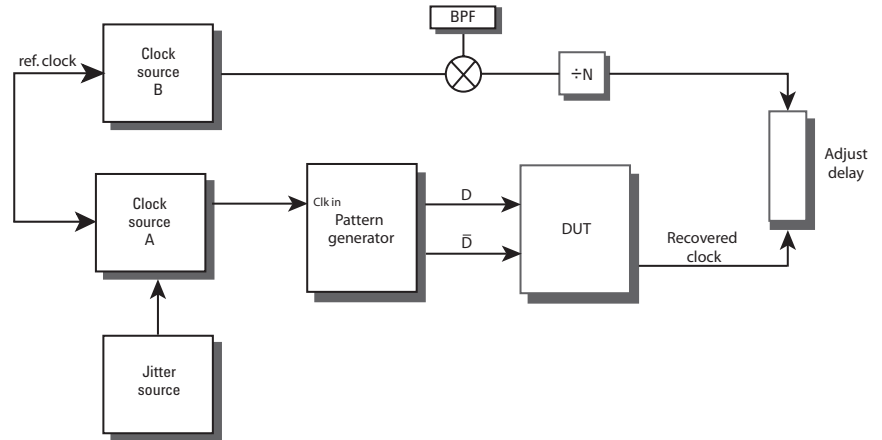 BPF
ref. clock
Clock
source
B
÷N
Adjust
delay
Clock
source
A
Clk in
Pattern
generator
D
D̅
DUT
Recovered
clock
Jitter
source